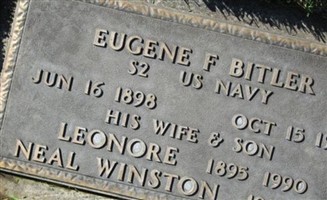 EUGENE F BITLER
S2 US NAVY
JUN 16 1898 OCT 15
HIS WIFE & SON
LEONORE 1895 1990
NEAL WINSTON